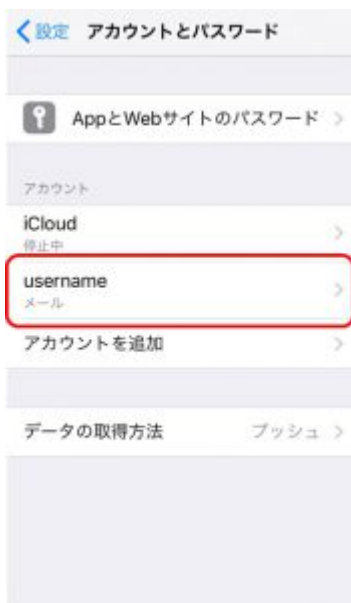 設定 アカウントとパスワード
AppとWebサイトのパスワード
アカウント
iCloud
停止中
username
メール
アカウントを追加
データの取得方法 プッシュ